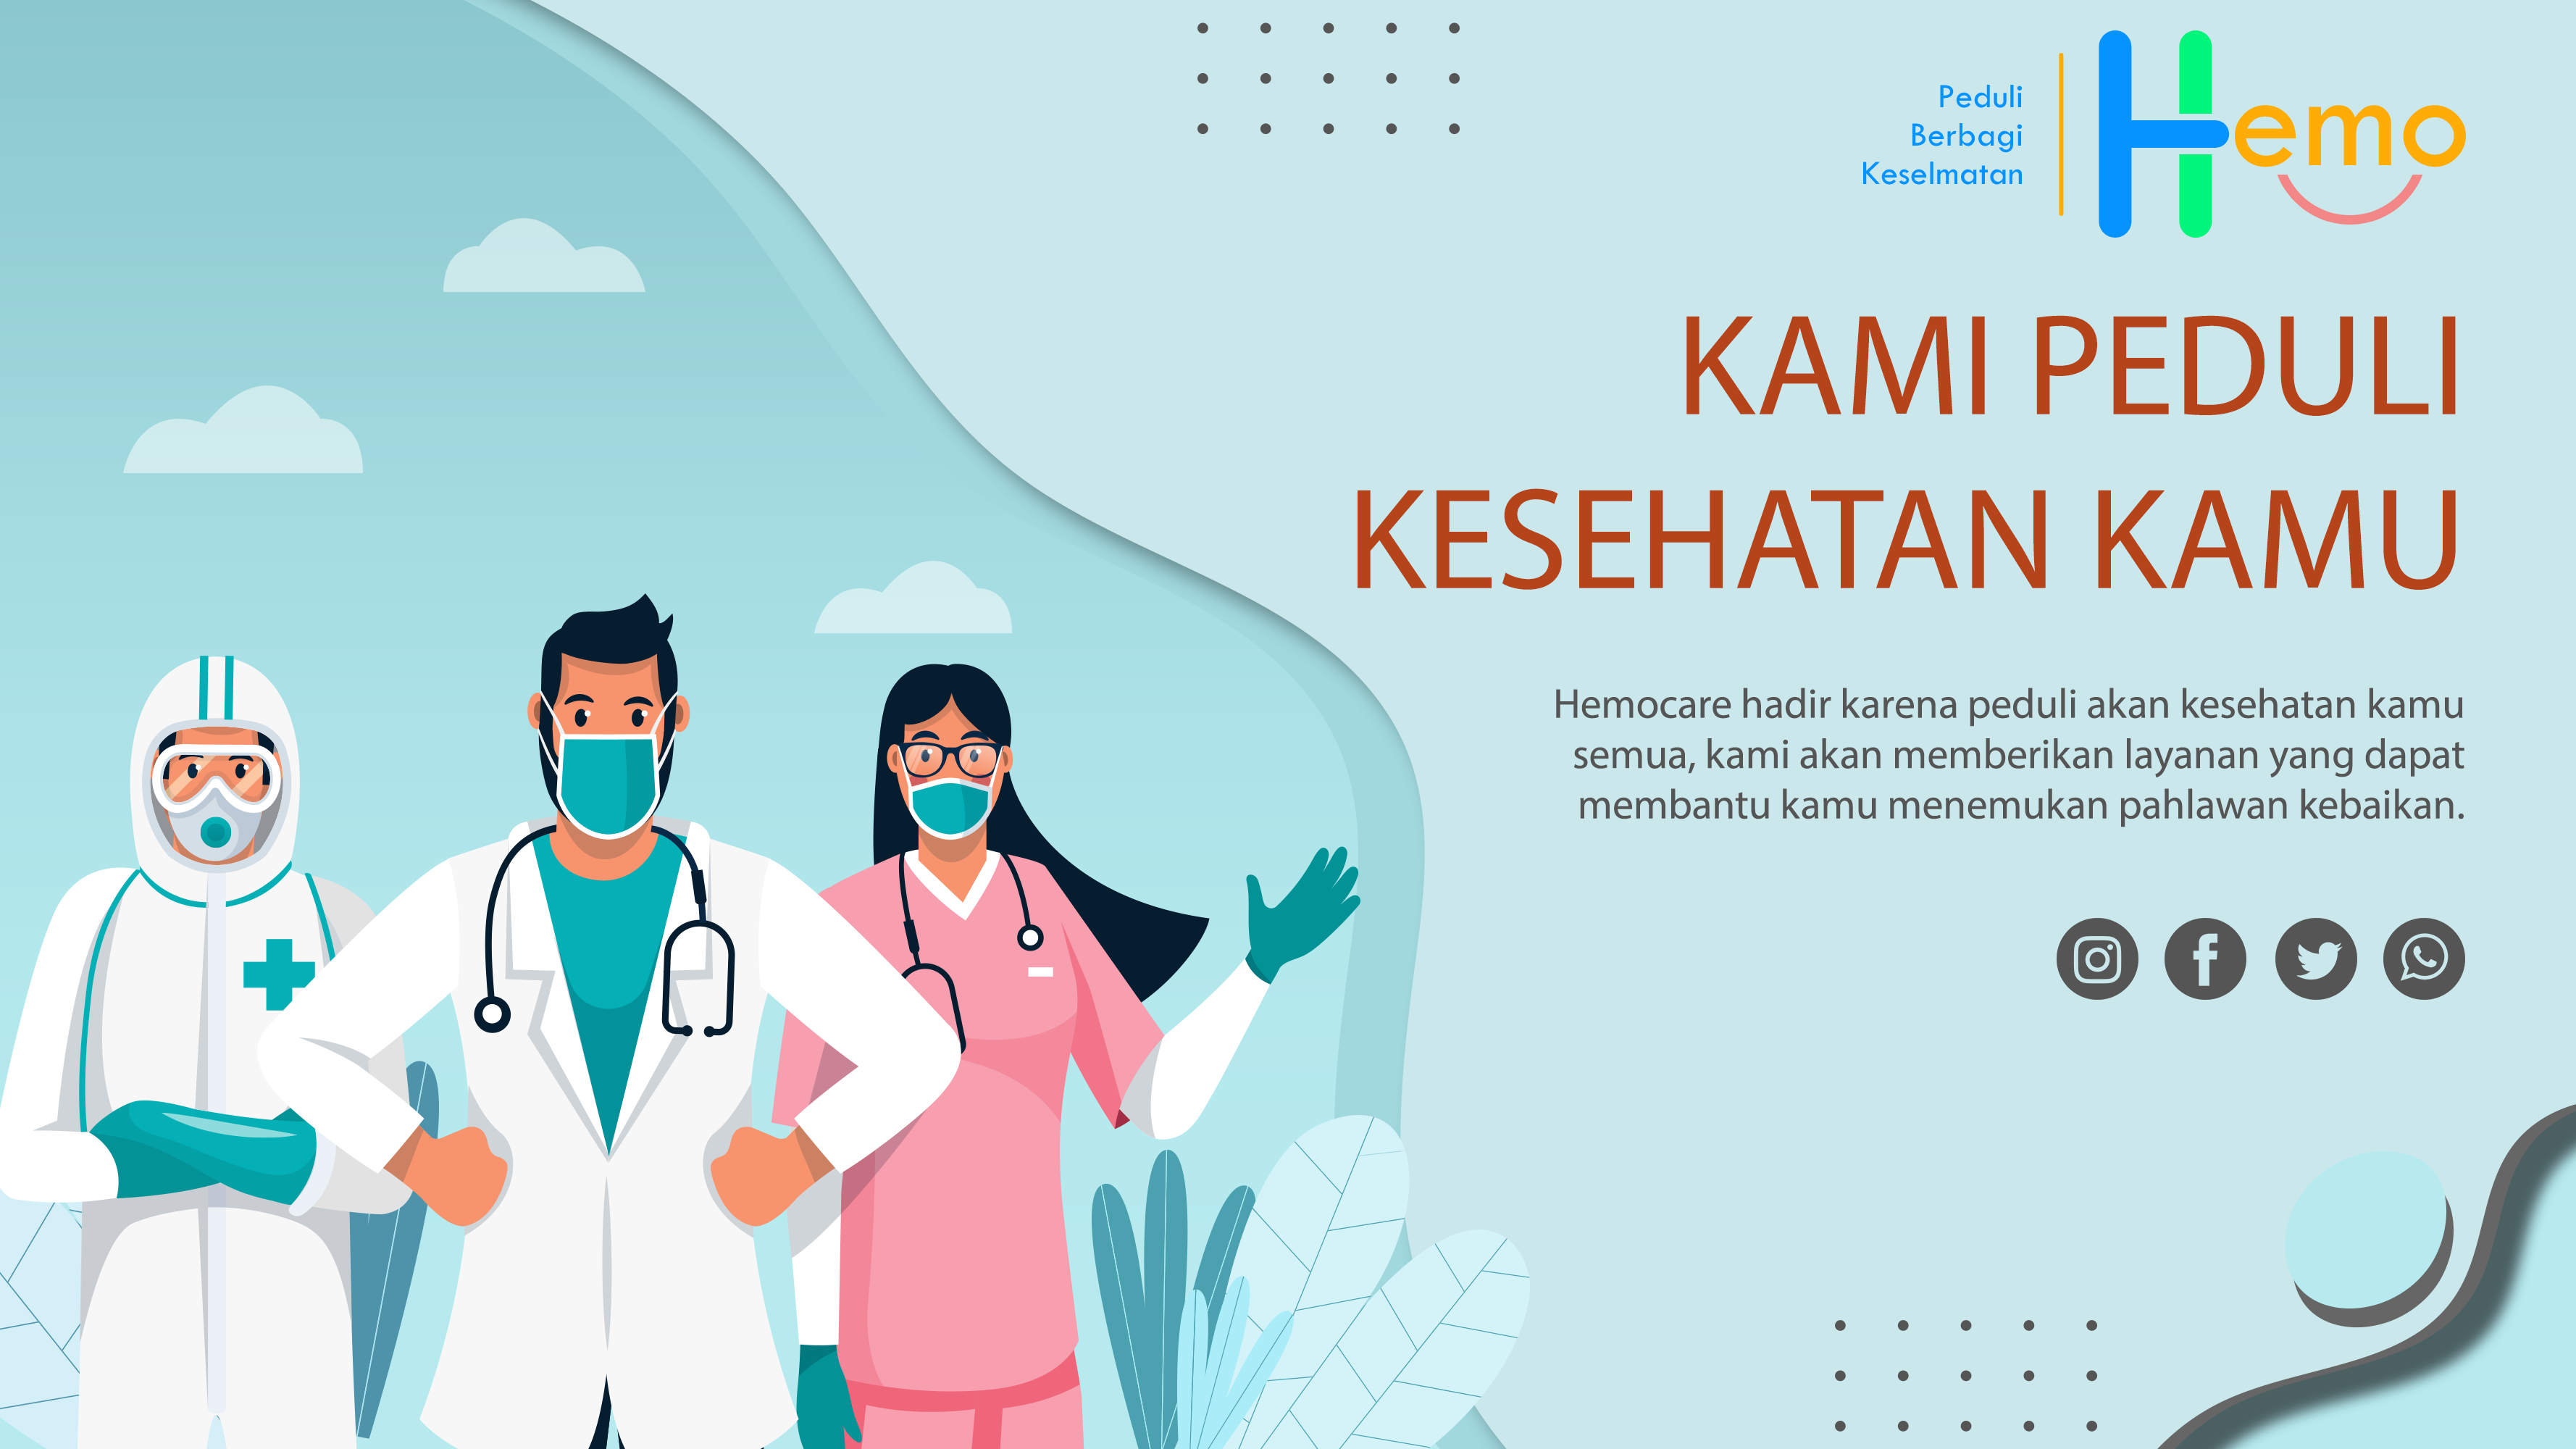 Peduli
Berbagi
Keselmatan
Hemo
KAMI PEDULI
KESEHATAN KAMU
Hemocare hadir karena peduli akan kesehatan kamu
semua, kami akan memberikan layanan yang dapat
membantu kamu menemukan pahlawan kebaikan.